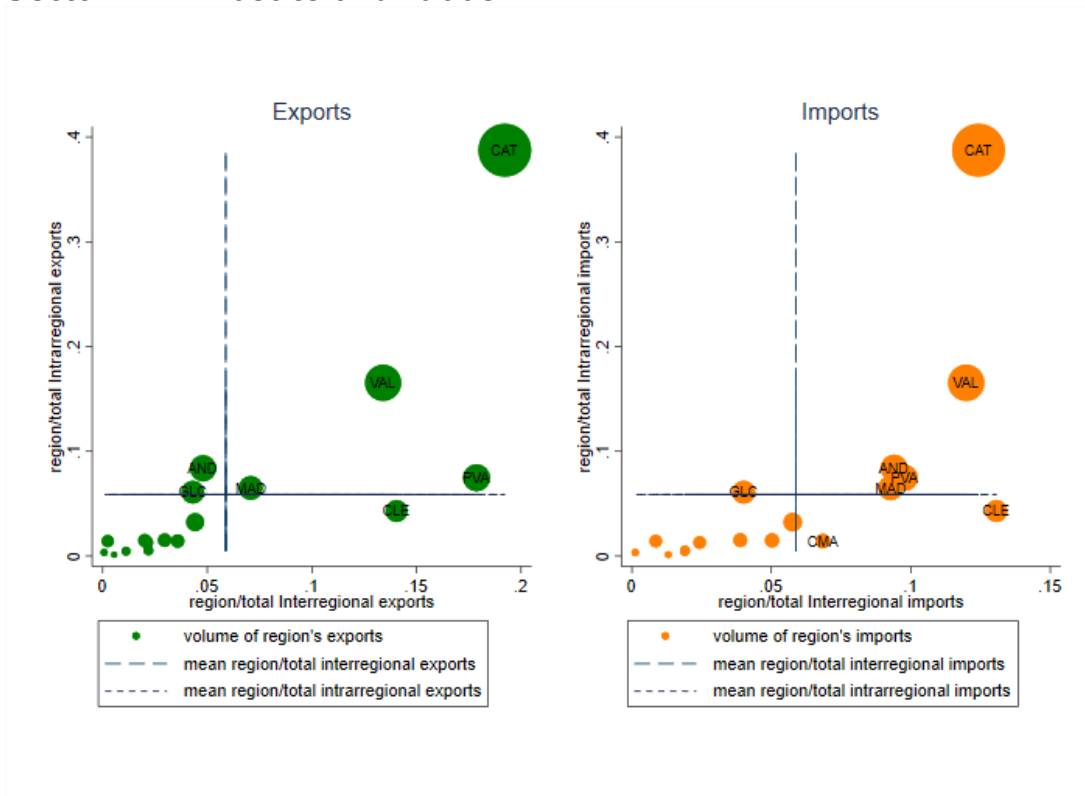 Exports
region/total Intrarregional exports
.4
.3
.2
.1
0
CAT
VAL
AND
GLC
MAD
PVA
CLE
0 .05 .1 .15 .2
region/total Interregional exports
volume of region's exports
mean region/total interregional exports
mean region/total intrarregional exports
Imports
region/total Intrarregional imports
.4
.3
.2
.1
0
CAT
VAL
AND
PVA
MAD
GLC
CLE
CMA
0 .05 .1 .15
region/total Interregional imports
volume of region's imports
mean region/total interregional imports
mean region/total intrarregional imports